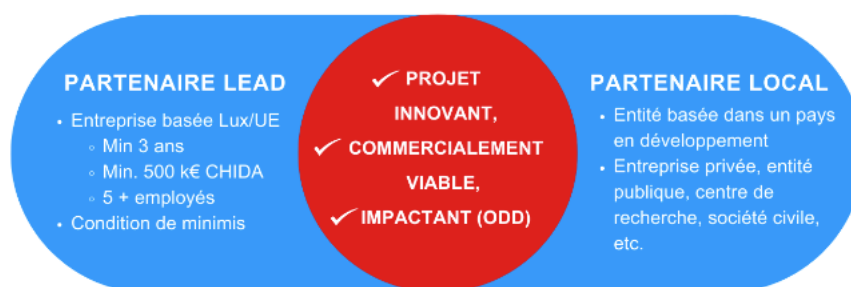 PARTENAIRE LEAD
• Entreprise basée Lux/UE
◦ Min 3 ans
◦ Min. 500 k€ CHIDA
◦ 5 + employés
• Condition de minimis
✓ PROJET
INNOVANT,
✓ COMMERCIALEMENT
VIABLE,
✓ IMPACTANT (ODD)
PARTENAIRE LOCAL
• Entité basée dans un pays
en développement
• Entreprise privée, entité
publique, centre de
recherche, société civile,
etc.